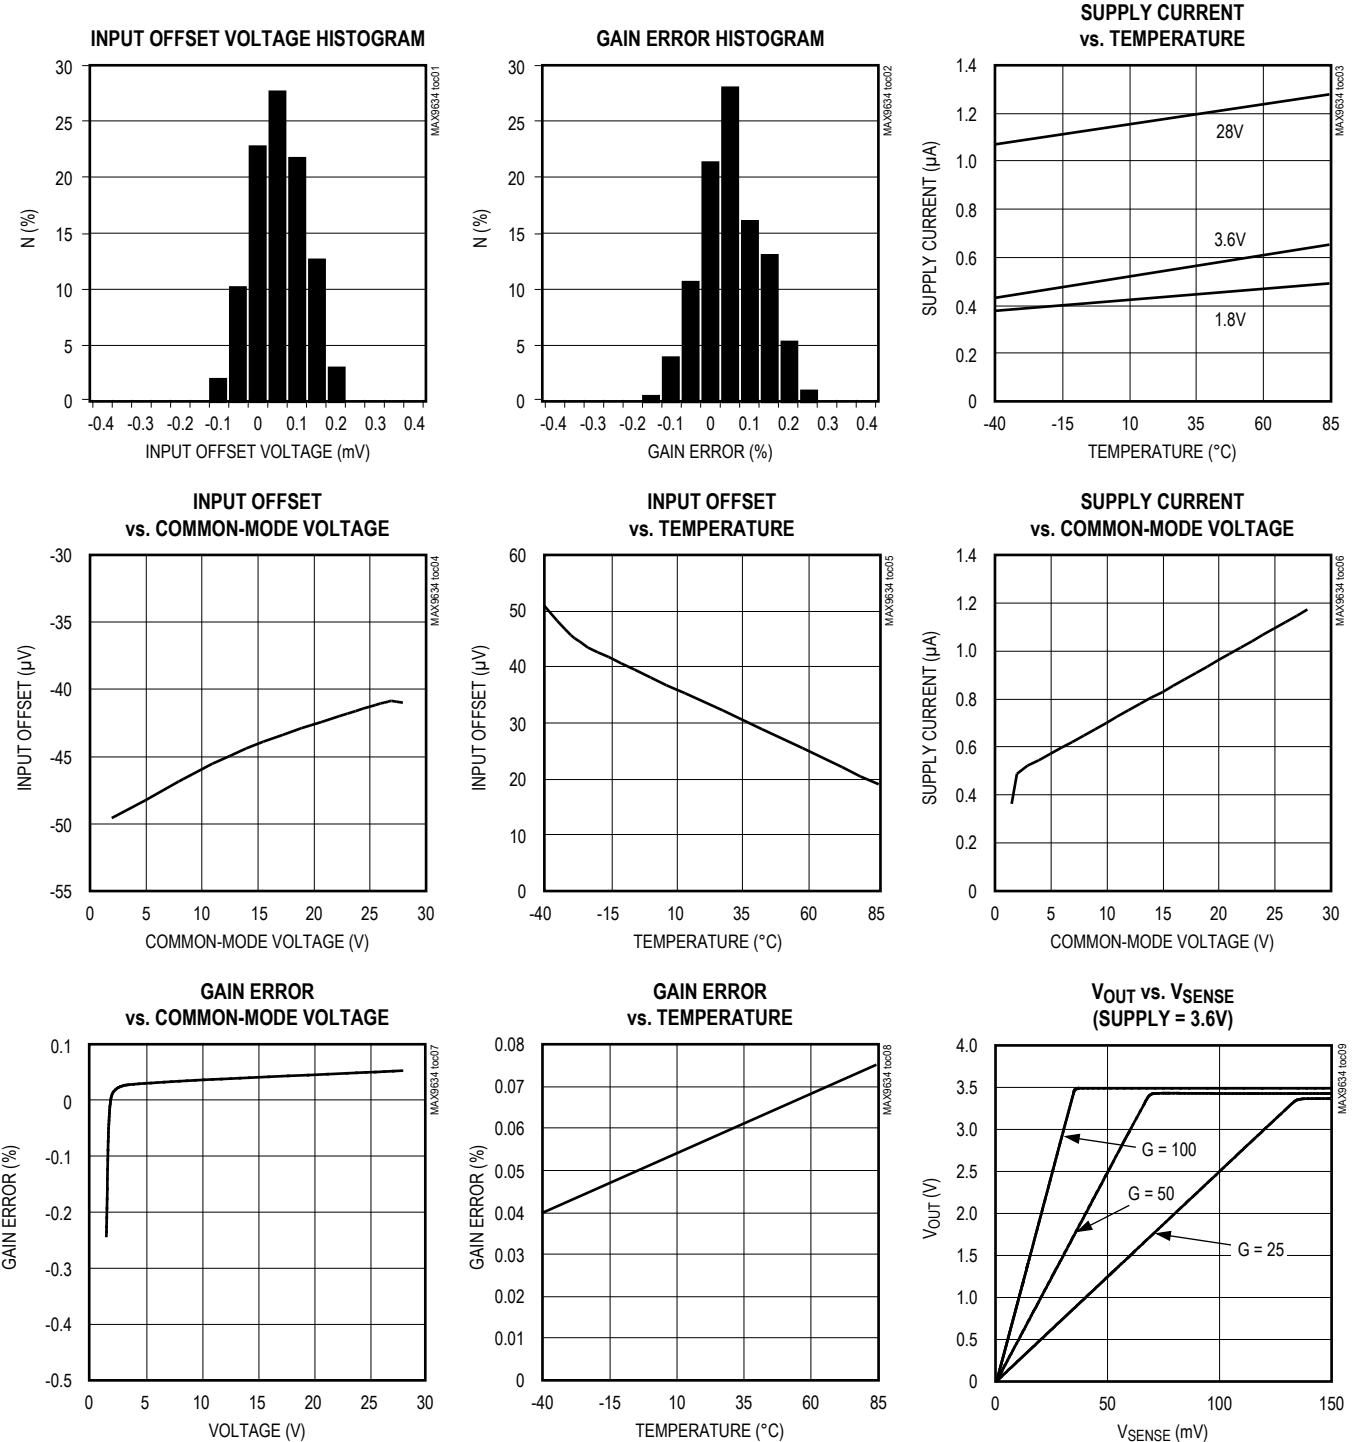 INPUT OFFSET VOLTAGE HISTOGRAM
30
25
20
15
10
5
0
N (%)
-0.4 -0.3 -0.2 -0.1 0 0.1 0.2 0.3 0.4
INPUT OFFSET VOLTAGE (mV)
MAX9634 toc01
GAIN ERROR HISTOGRAM
30
25
20
15
10
5
0
N (%)
-0.4 -0.3 -0.2 -0.1 0 0.1 0.2 0.3 0.4
GAIN ERROR (%)
MAX9634 toc02
SUPPLY CURRENT
vs. TEMPERATURE
1.4
1.2
1.0
0.8
0.6
0.4
0.2
0
SUPPLY CURRENT (µA)
28V
3.6V
1.8V
-40 -15 10 35 60 85
TEMPERATURE (°C)
MAX9634 toc03
INPUT OFFSET
vs. COMMON-MODE VOLTAGE
-30
-35
-40
-45
-50
-55
INPUT OFFSET (µV)
0 5 10 15 20 25 30
COMMON-MODE VOLTAGE (V)
MAX9634 toc04
INPUT OFFSET
vs. TEMPERATURE
60
50
40
30
20
10
0
INPUT OFFSET (µV)
-40 -15 10 35 60 85
TEMPERATURE (°C)
MAX9634 toc05
SUPPLY CURRENT
vs. COMMON-MODE VOLTAGE
1.4
1.2
1.0
0.8
0.6
0.4
0.2
0
SUPPLY CURRENT (µA)
0 5 10 15 20 25 30
COMMON-MODE VOLTAGE (V)
MAX9634 toc06
GAIN ERROR
vs. COMMON-MODE VOLTAGE
0.1
0
-0.1
-0.2
-0.3
-0.4
-0.5
GAIN ERROR (%)
0 5 10 15 20 25 30
VOLTAGE (V)
MAX9634 toc07
GAIN ERROR
vs. TEMPERATURE
0.08
0.07
0.06
0.05
0.04
0.03
0.02
0.01
0
GAIN ERROR (%)
-40 -15 10 35 60 85
TEMPERATURE (°C)
MAX9634 toc08
VOUT vs. VSENSE
(SUPPLY = 3.6V)
4.0
3.5
3.0
2.5
2.0
1.5
1.0
0.5
0
VOUT (V)
G = 100
G = 50
G = 25
0 50 100 150
VSENSE (mV)
MAX9634 toc09